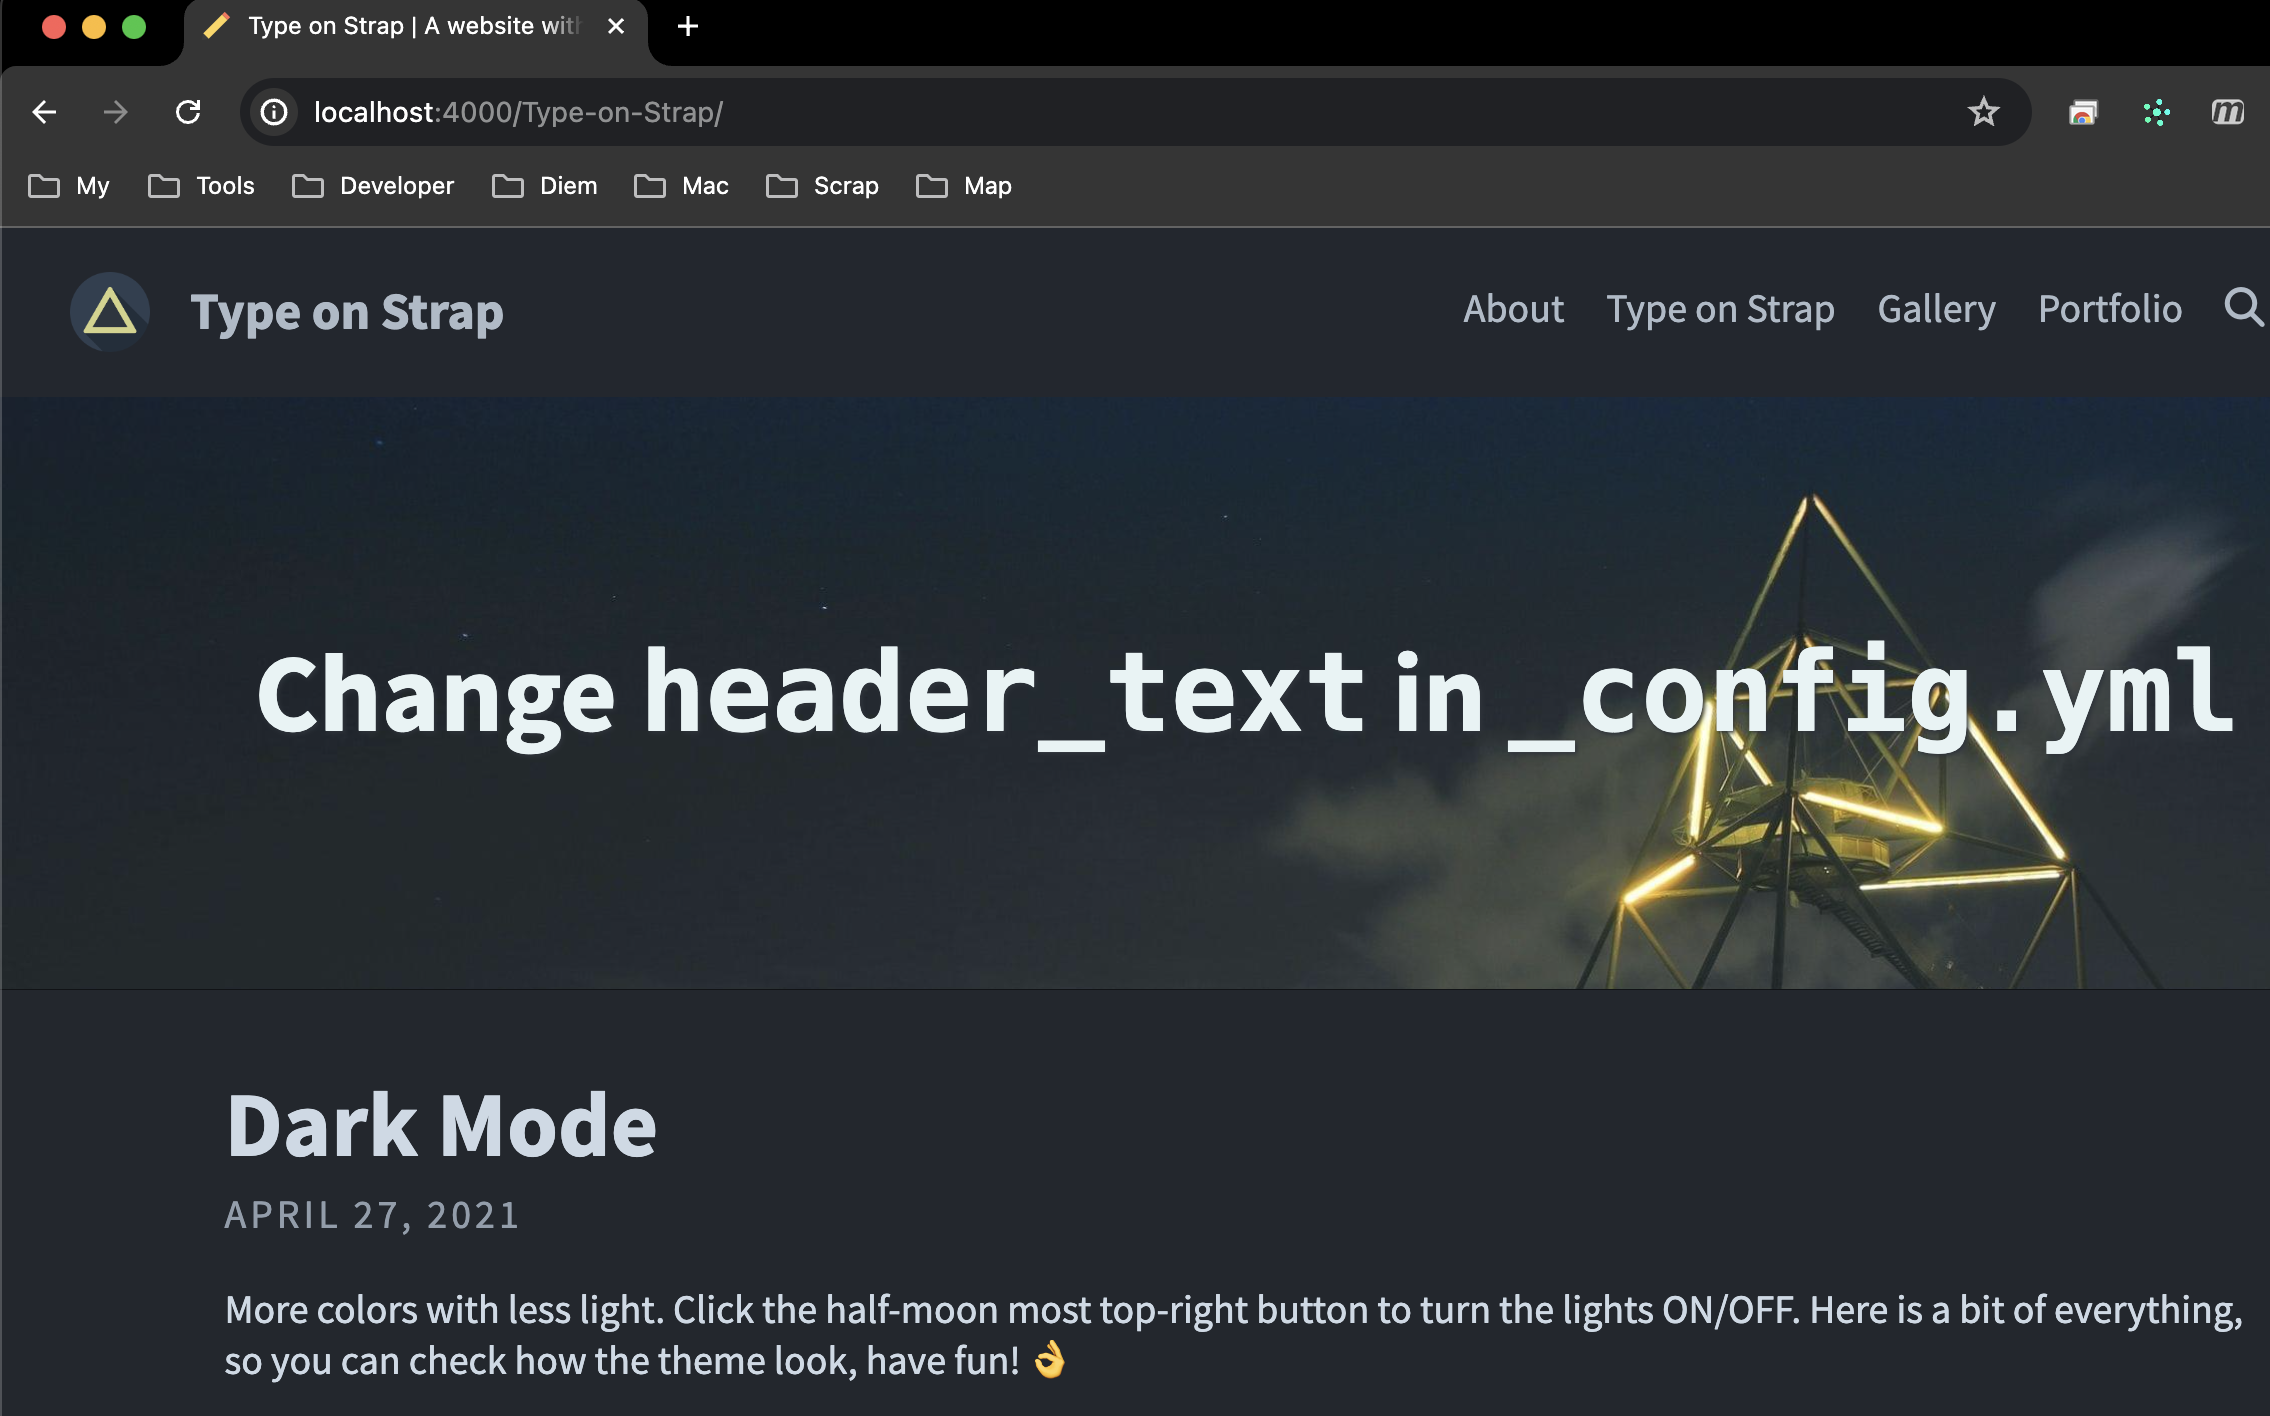 Type on Strap | A website with
localhost:4000/Type-on-Strap/
My Tools Developer Diem Mac Scrap Map
Type on Strap
About Type on Strap Gallery Portfolio
Change header_text in _config.yml
Dark Mode
APRIL 27, 2021
More colors with less light. Click the half-moon most top-right button to turn the lights ON/OFF. Here is a bit of everything,
so you can check how the theme look, have fun! 👌